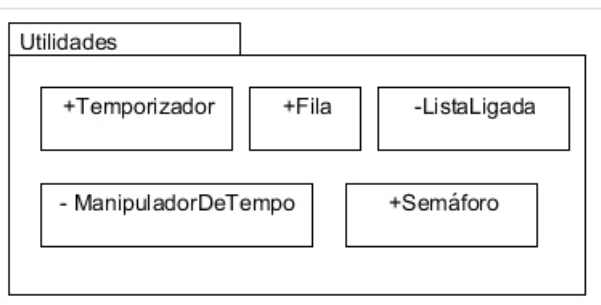 Utilidades
+Temporizador +Fila -ListaLigada
- ManipuladorDeTempo +Semáforo